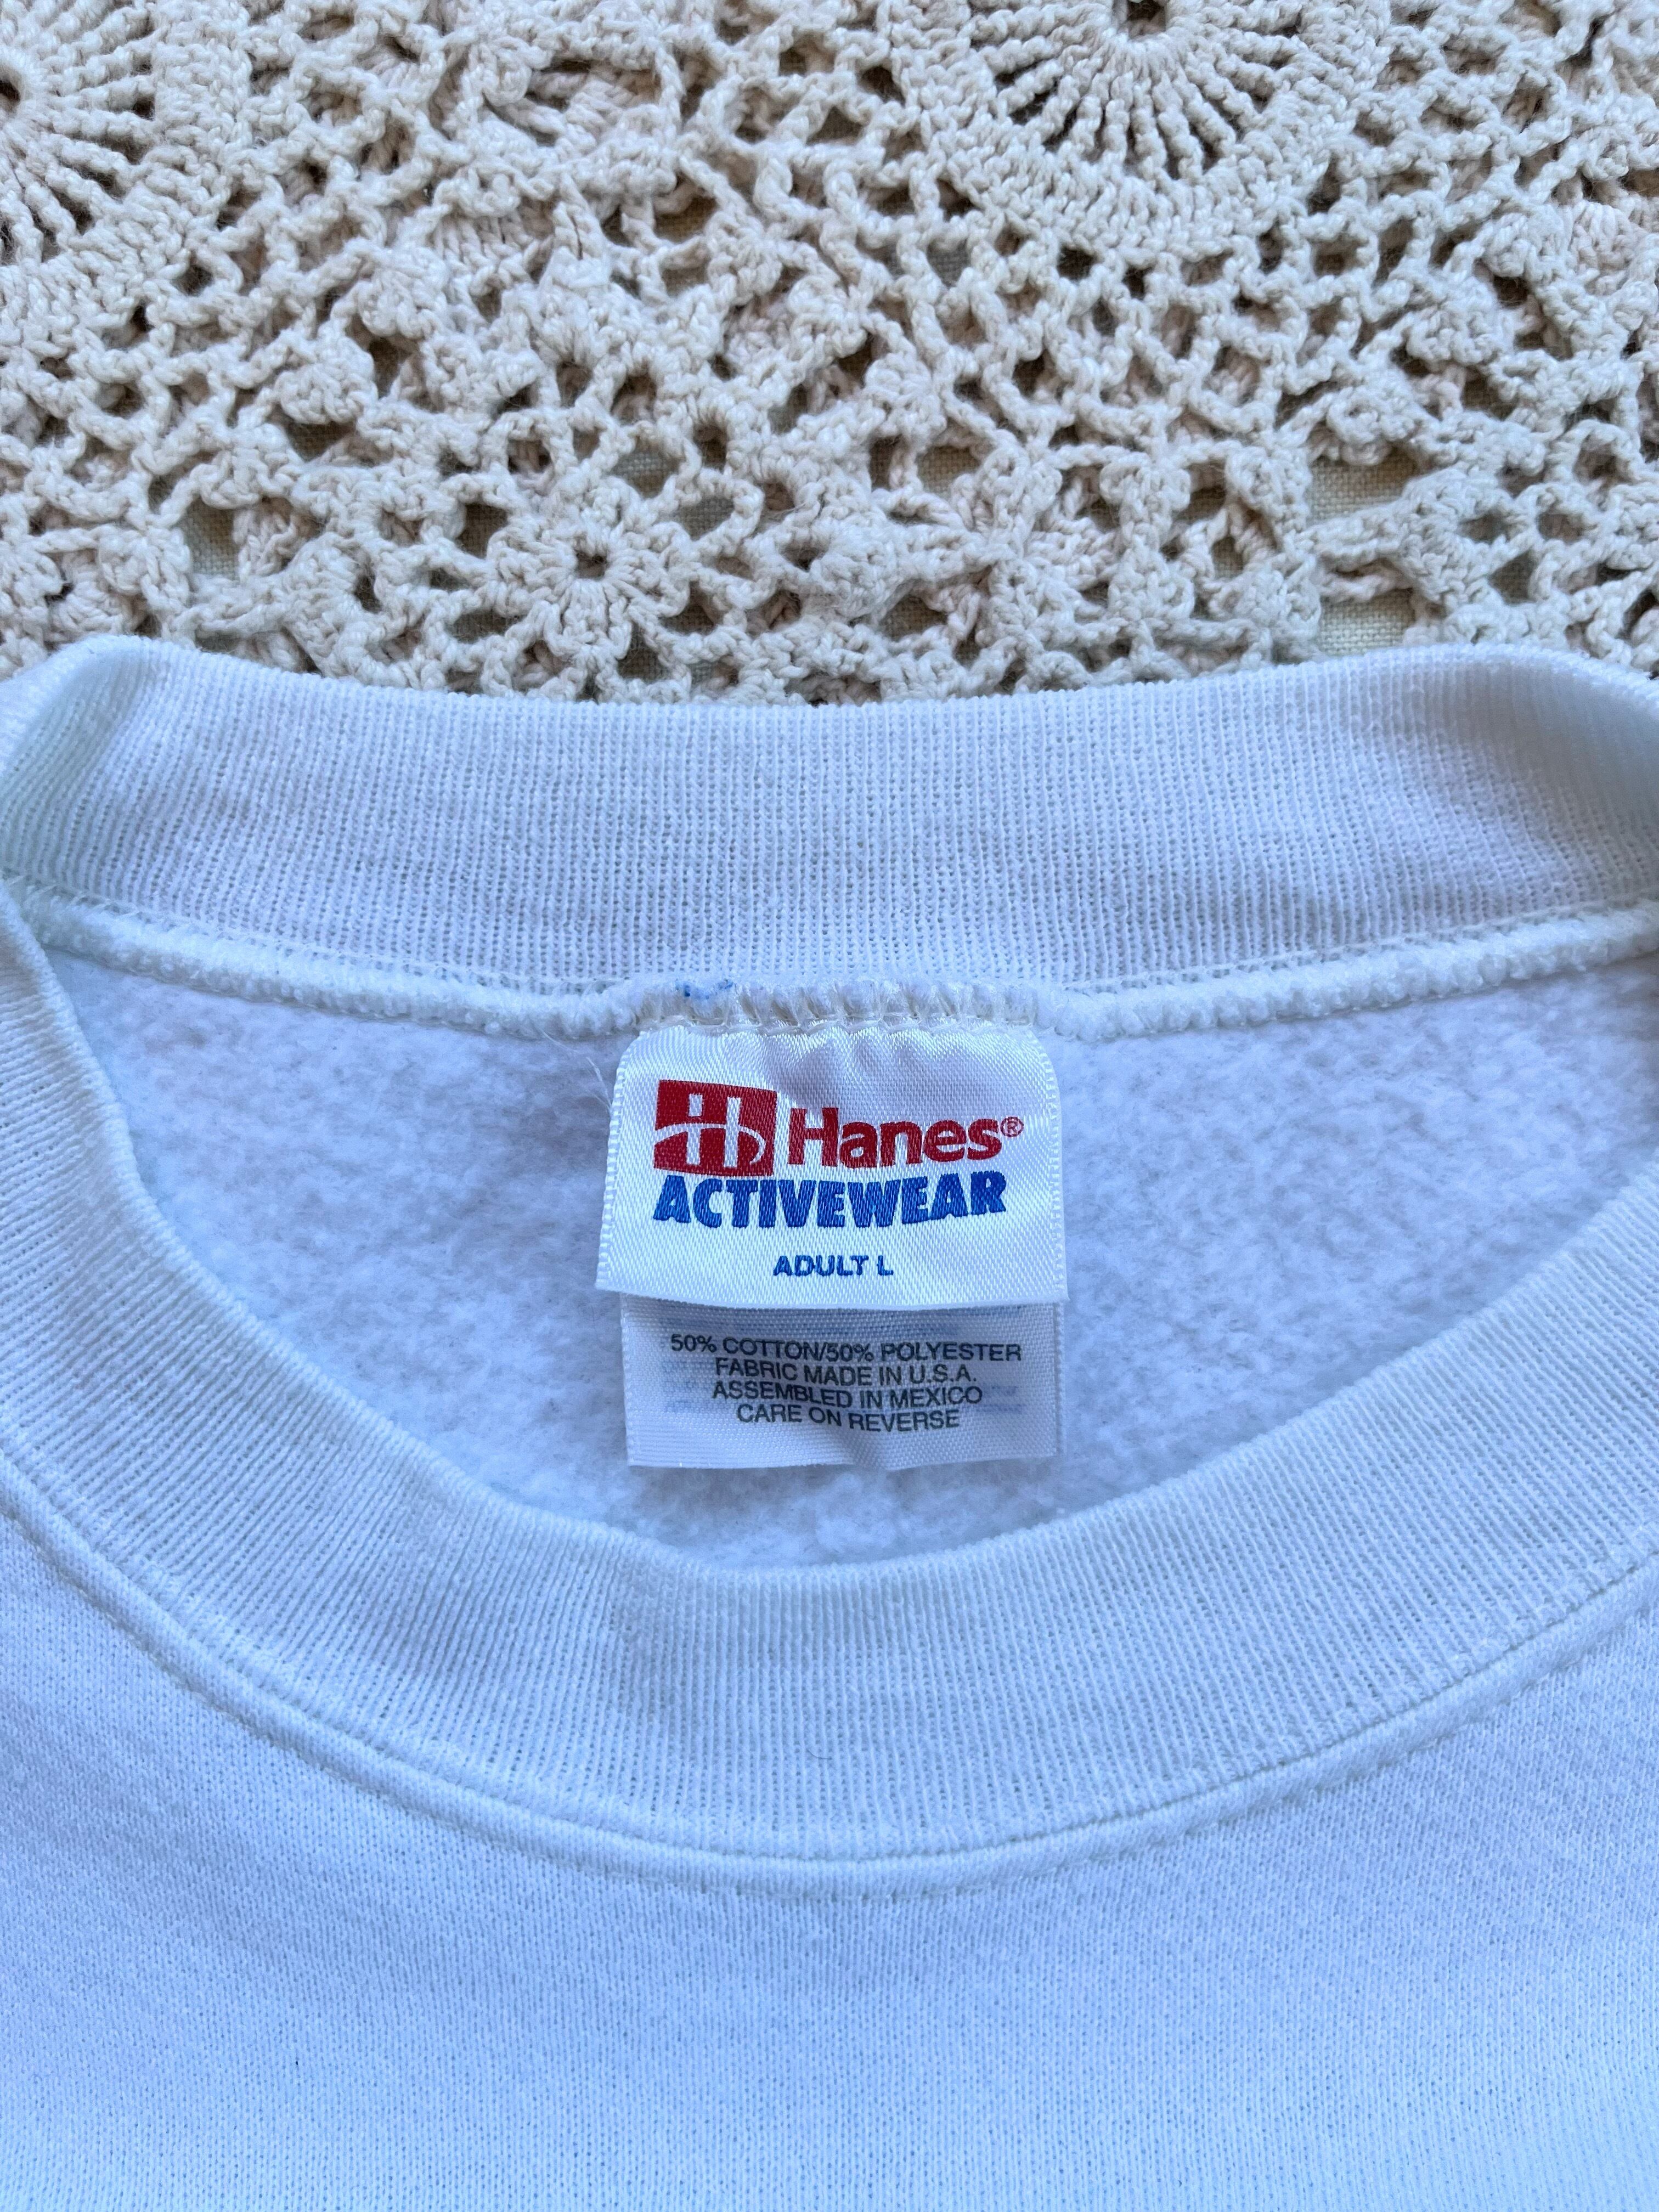 Hanes®
ACTIVEWEAR
ADULT L
50% COTTON/50% POLYESTER
FABRIC MADE IN U.S.A.
ASSEMBLED IN MEXICO
CARE ON REVERSE